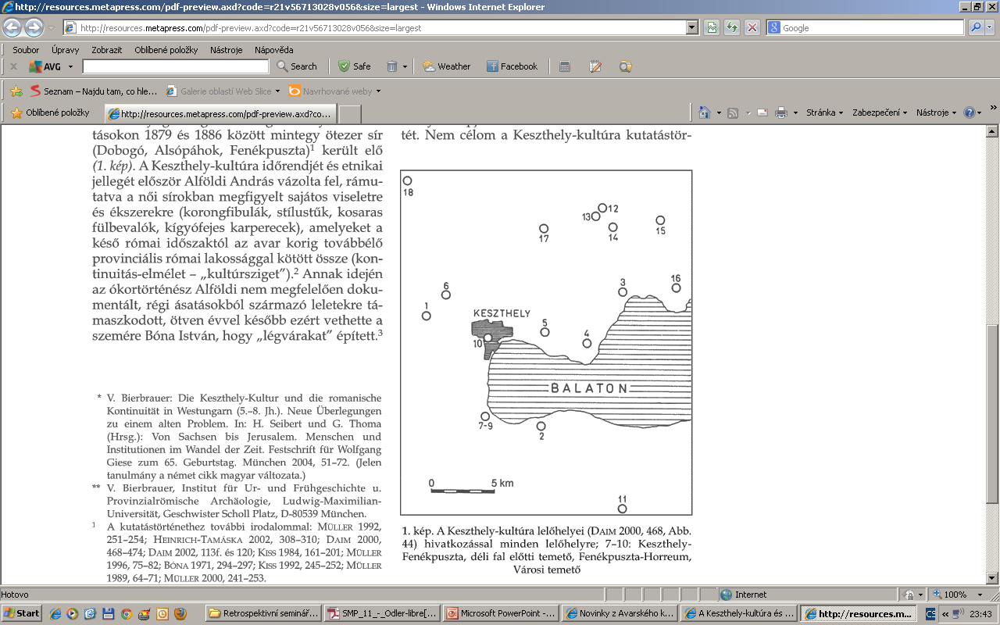 http://resources.metapress.com/pdf-preview.axd?code=r21v56713028v056&size=largest - Windows Internet Explorer
http://resources.metapress.com/pdf-preview.axd?code=r21v56713028v056&size=largest
Google
Soubor Úpravy Zobrazit Oblíbené položky Nástroje Nápověda
AVG Search Safe Weather Facebook
Seznam – Najdu tam, co hle... Galerie oblastí Web Slice Navrhované weby
Oblíbené položky http://resources.metapress.com/pdf-preview.axd?co... Stránka Zabezpečení Nástroje
tásokon 1879 és 1886 között mintegy ötezer sír
(Dobogó, Alsópáhok, Fenékpuszta)1 került elő
(1. kép). A Keszthely-kultúra időrendjét és etnikai
jellegét először Alföldi András vázolta fel, rámu-
tatva a női sírokban megfigyelt sajátos viseletre
és ékszerekre (korongfibulák, stílustűk, kosaras
fülbevalók, kígyófejes karperecek), amelyeket a
késő római időszaktól az avar korig továbbélő
provinciális római lakossággal kötött össze (kon-
tinuitás-elmélet – „kultúrsziget”).2 Annak idején
az ókortörténész Alföldi nem megfelelően doku-
mentált, régi ásatásokból származó leletekre tá-
maszkodott, ötven évvel később ezért vethette a
szemére Bóna István, hogy „légvárakat” épített.3
* V. Bierbrauer: Die Keszthely-Kultur und die romanische
Kontinuität in Westungarn (5.–8. Jh.). Neue Überlegungen
zu einem alten Problem. In: H. Seibert und G. Thoma
(Hrsg.): Von Sachsen bis Jerusalem. Menschen und
Institutionen im Wandel der Zeit. Festschrift für Wolfgang
Giese zum 65. Geburtstag. München 2004, 51–72. (Jelen
tanulmány a német cikk magyar változata.)
** V. Bierbrauer, Institut für Ur- und Frühgeschichte u.
Provinzialrömische Archäologie, Ludwig-Maximilian-
Universität, Geschwister Scholl Platz, D-80539 München.
1 A kutatástörténethez további irodalommal: MÜLLER 1992,
251–254; HEINRICH-TAMÁSKA 2002, 308–310; DAIM 2000,
468–474; DAIM 2002, 113f. és 120; KISS 1984, 161–201; MÜLLER
1996, 75–82; BÓNA 1971, 294–297; KISS 1992, 245–252; MÜLLER
1989, 64–71; MÜLLER 2000, 241–253.
tét. Nem célom a Keszthely-kultúra kutatástör-
18
12
13
14
15
17
6
3
16
1
KESZTHELY
5
10
4
BALATON
7-9
2
0 5 km
11
1. kép. A Keszthely-kultúra lelőhelyei (DAIM 2000, 468, Abb.
44) hivatkozással minden lelőhelyre; 7–10: Keszthely-
Fenékpuszta, déli fal előtti temető, Fenékpuszta-Horreum,
Városi temető
Hotovo Internet 100%
Start Retrospektivní seminář... SMP_11_-_Odler-libre[... Microsoft PowerPoint -... Novinky z Avarského k... A Keszthely-kultúra és ... http://resources.m... CS 23:43